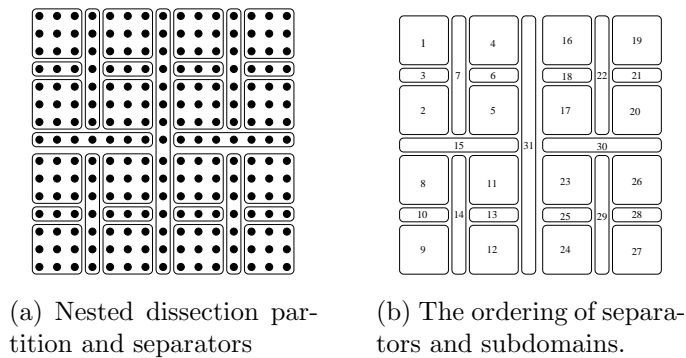 1 4 16 19
3 7 6 18 22 21
2 5 17 20
15 31 30
8 11 23 26
10 14 13 25 29 28
9 12 24 27
(a) Nested dissection par-
tition and separators
(b) The ordering of separa-
tors and subdomains.